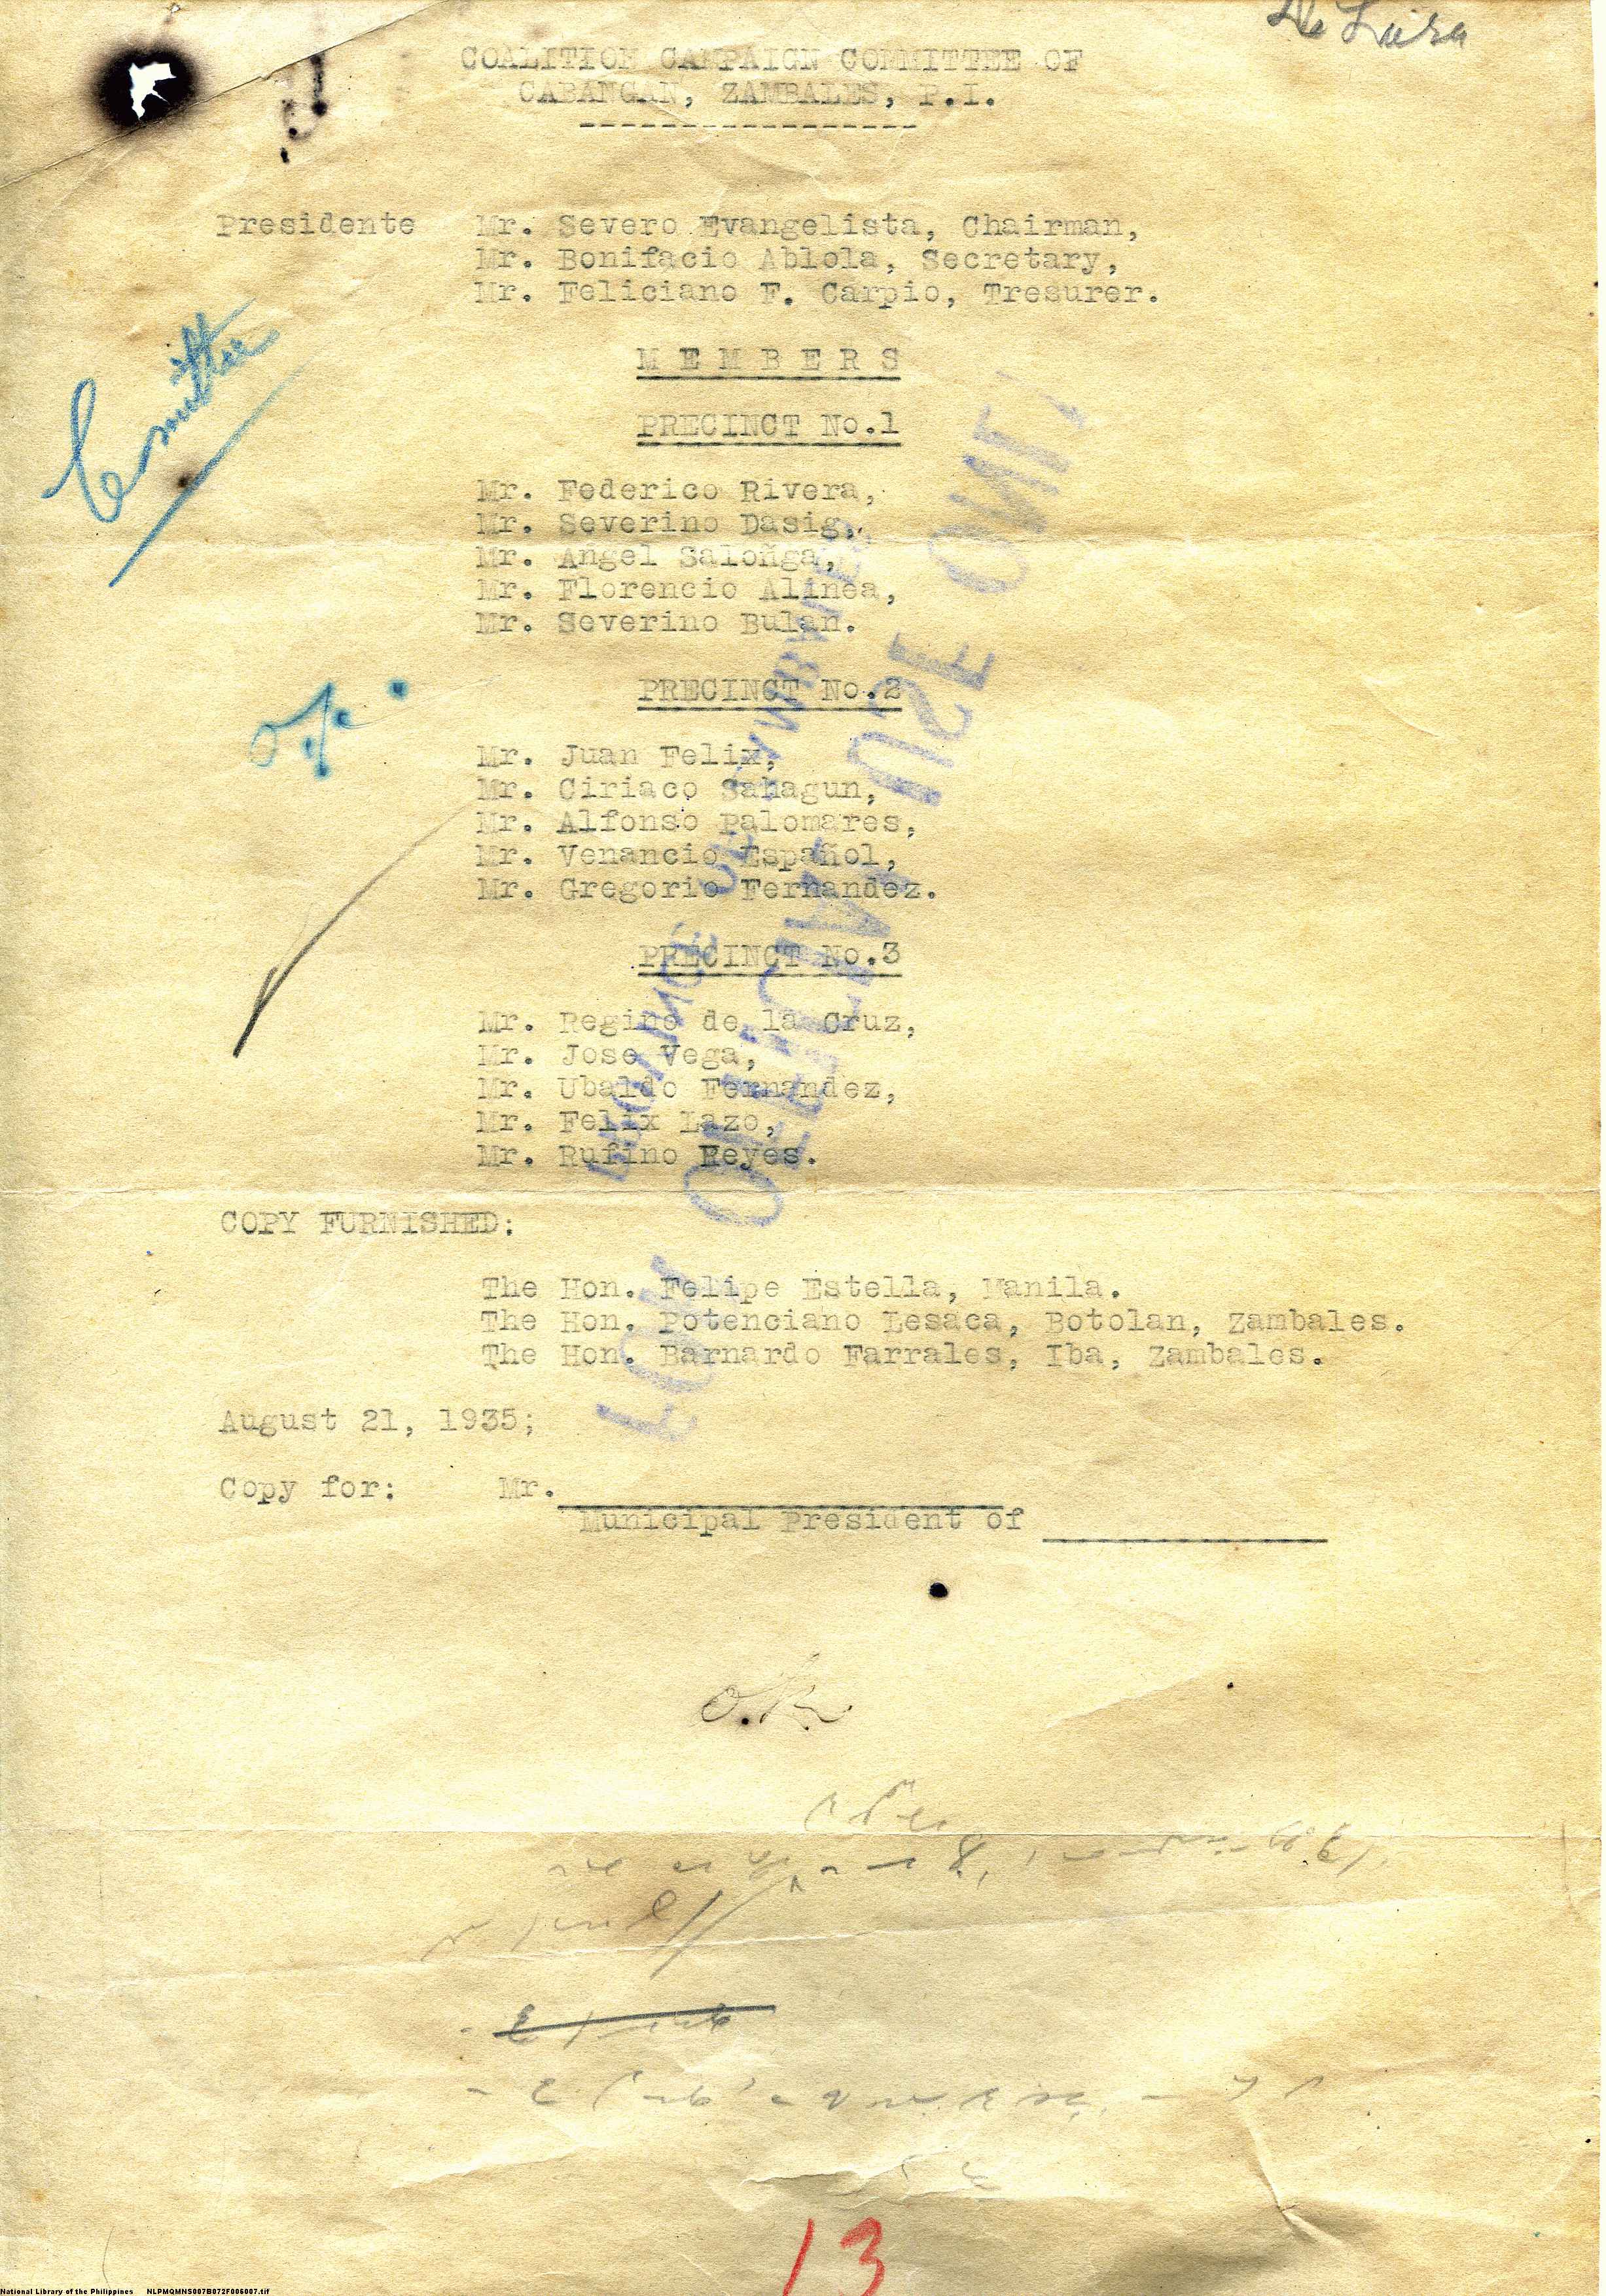 COALITION CAMPAIGN COMMITTEE OF
CABANGAN, ZAMBALES, P.I.
Presidente Mr. Severo Evangelista, Chairman,
Mr. Bonifacio Ablola, Secretary,
Mr. Feliciano F. Carpio, Tresurer.
M E M B E R S
PRECINCT No.1
Mr. Federico Rivera,
Mr. Severino Dasig,
Mr. Angel Saloñga,
Mr. Florencio Alinea,
Mr. Severino Bulan.
PRECINCT No.2
Mr. Juan Felix,
Mr. Ciriaco Sahagun,
Mr. Alfonso Palomares,
Mr. Venancio Español,
Mr. Gregorio Fernandez.
PRECINCT No.3
Mr. Regino de la Cruz,
Mr. Jose Vega,
Mr. Ubaldo Fernandez,
Mr. Felix Lazo,
Mr. Rufino Reyes.
COPY FURNISHED:
The Hon. Felipe Estella, Manila.
The Hon. Potenciano Lesaca, Botolan, Zambales.
The Hon. Barnardo Farrales, Iba, Zambales.
August 21, 1935;
Copy for: Mr.
Municipal President of
O.K.
13
National Library of the Philippines NLPMQMNS007B072F006007.tif